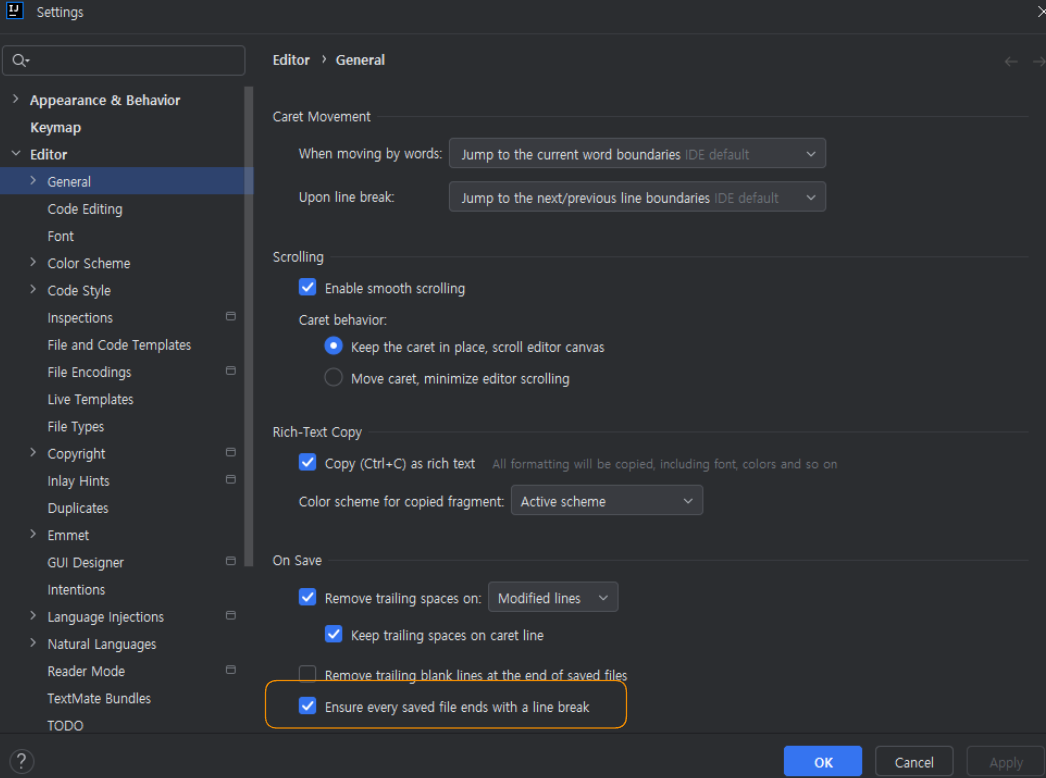 IJ
Settings
Appearance & Behavior
Keymap
Editor
General
Code Editing
Font
Color Scheme
Code Style
Inspections
File and Code Templates
File Encodings
Live Templates
File Types
Copyright
Inlay Hints
Duplicates
Emmet
GUI Designer
Intentions
Language Injections
Natural Languages
Reader Mode
TextMate Bundles
TODO
?
Editor › General
Caret Movement
When moving by words: Jump to the current word boundaries IDE default
Upon line break: Jump to the next/previous line boundaries IDE default
Scrolling
Enable smooth scrolling
Caret behavior:
Keep the caret in place, scroll editor canvas
Move caret, minimize editor scrolling
Rich-Text Copy
Copy (Ctrl+C) as rich text All formatting will be copied, including font, colors and so on
Color scheme for copied fragment: Active scheme
On Save
Remove trailing spaces on: Modified lines
Keep trailing spaces on caret line
Remove trailing blank lines at the end of saved files
Ensure every saved file ends with a line break
OK Cancel Apply